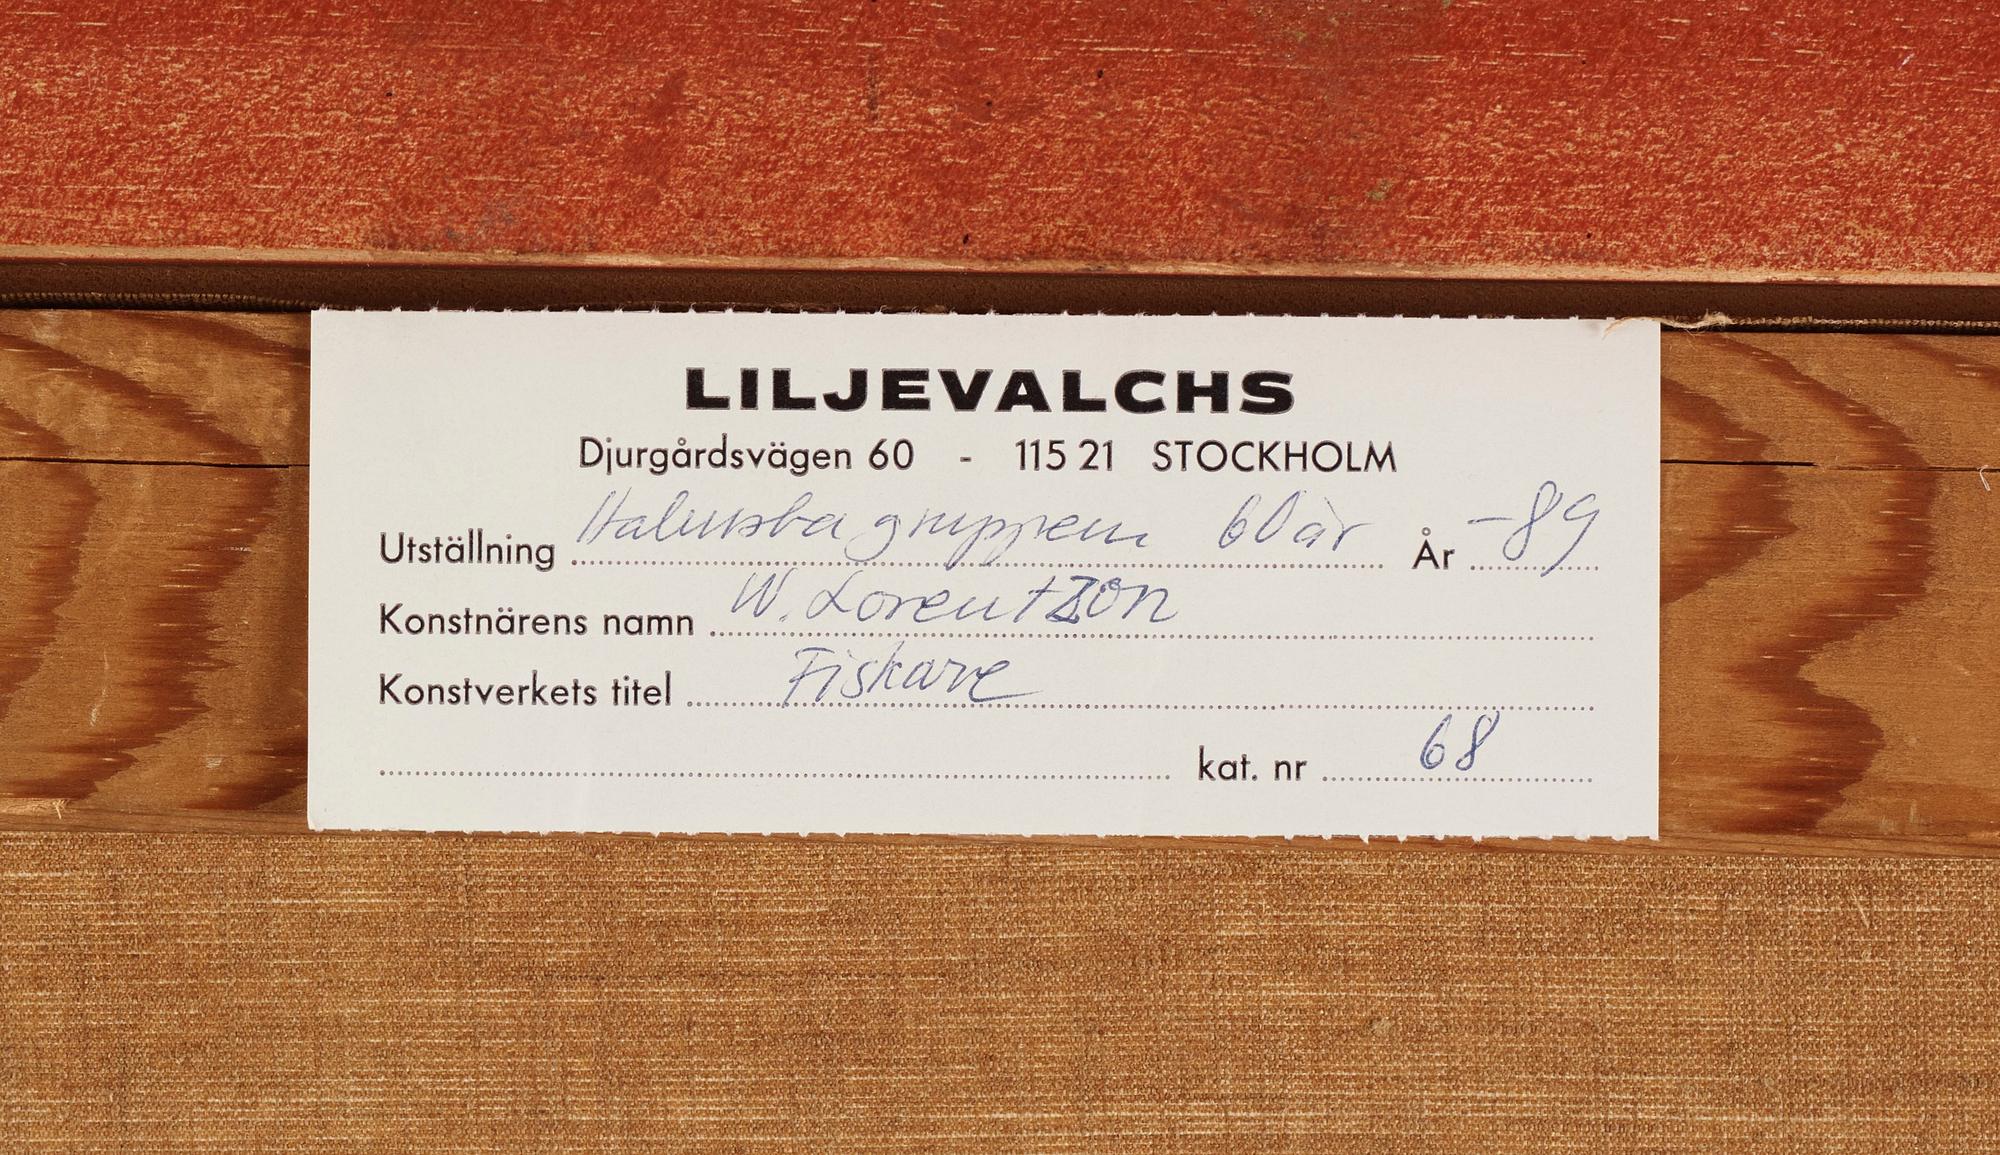 LILJEVALCHS
Djurgårdsvägen 60 - 115 21 STOCKHOLM
Utställning Halmstadgruppen 60 år År -89
Konstnärens namn W. Lorentzon
Konstverkets titel Fiskare
kat. nr 68